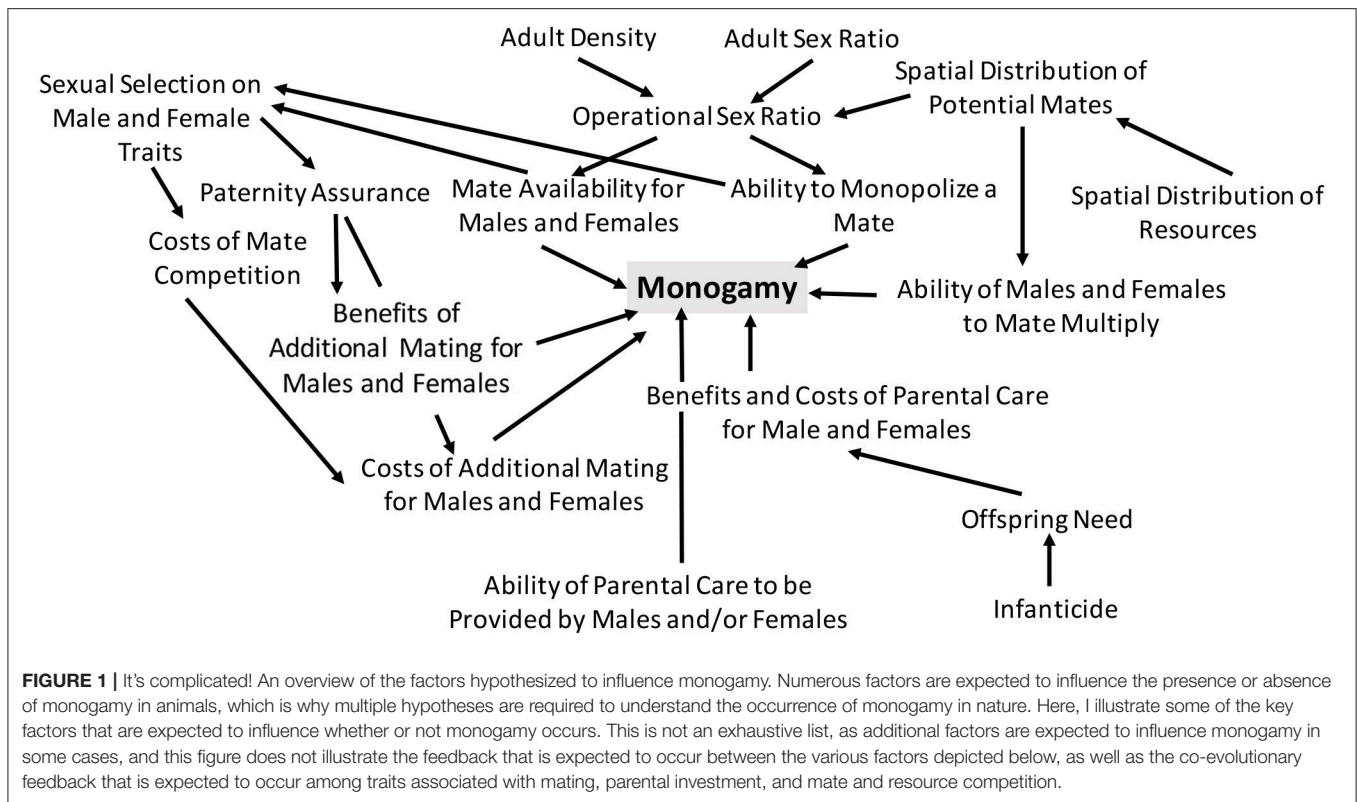 Adult Density
Adult Sex Ratio
Sexual Selection on
Male and Female
Traits
Spatial Distribution of
Potential Mates
Operational Sex Ratio
Paternity Assurance
Mate Availability for
Males and Females
Ability to Monopolize a
Mate
Spatial Distribution of
Resources
Costs of Mate
Competition
Monogamy
Ability of Males and Females
to Mate Multiply
Benefits of
Additional Mating for
Males and Females
Benefits and Costs of Parental Care
for Male and Females
Costs of Additional Mating
for Males and Females
Offspring Need
Ability of Parental Care to be
Provided by Males and/or Females
Infanticide
FIGURE 1 | It's complicated! An overview of the factors hypothesized to influence monogamy. Numerous factors are expected to influence the presence or absence
of monogamy in animals, which is why multiple hypotheses are required to understand the occurrence of monogamy in nature. Here, I illustrate some of the key
factors that are expected to influence whether or not monogamy occurs. This is not an exhaustive list, as additional factors are expected to influence monogamy in
some cases, and this figure does not illustrate the feedback that is expected to occur between the various factors depicted below, as well as the co-evolutionary
feedback that is expected to occur among traits associated with mating, parental investment, and mate and resource competition.